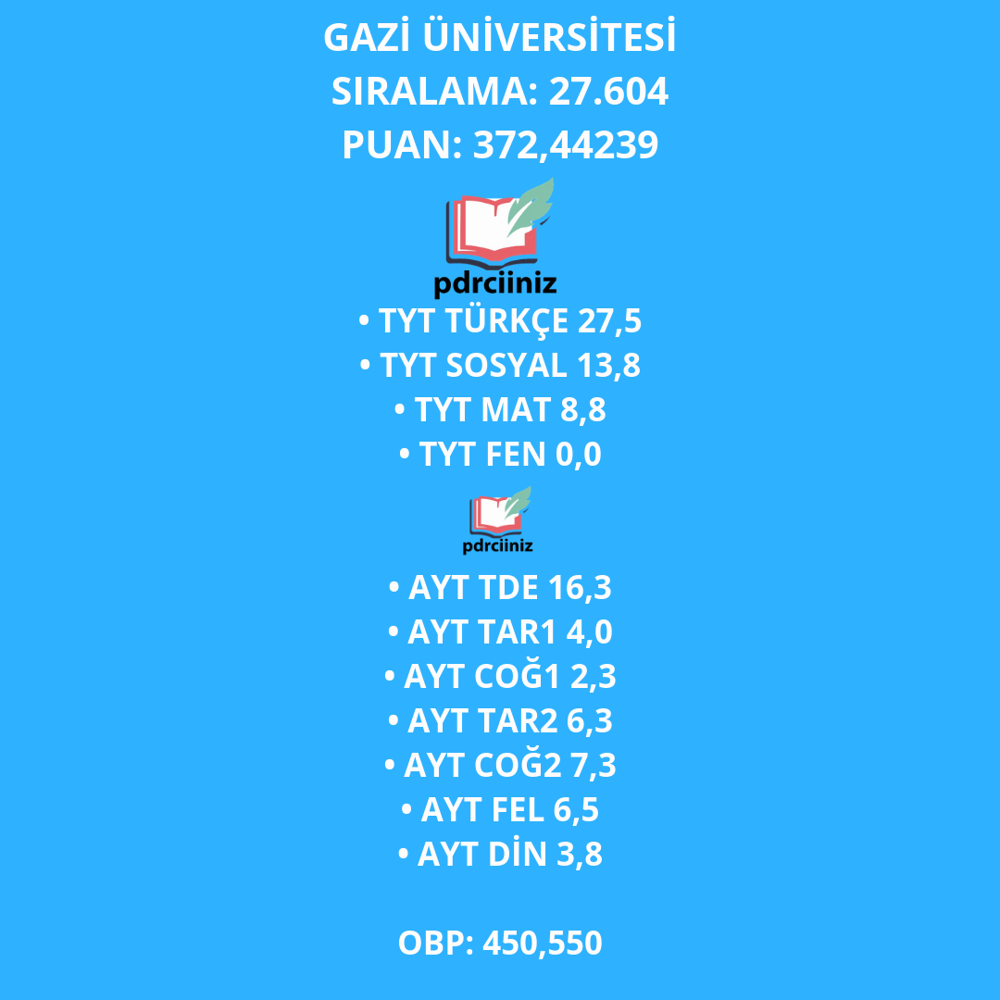 GAZİ ÜNİVERSİTESİ
SIRALAMA: 27.604
PUAN: 372,44239
pdrciiniz
• TYT TÜRKÇE 27,5
• TYT SOSYAL 13,8
• TYT MAT 8,8
• TYT FEN 0,0
pdrciiniz
• AYT TDE 16,3
• AYT TAR1 4,0
• AYT COĞ1 2,3
• AYT TAR2 6,3
• AYT COĞ2 7,3
• AYT FEL 6,5
• AYT DİN 3,8
OBP: 450,550